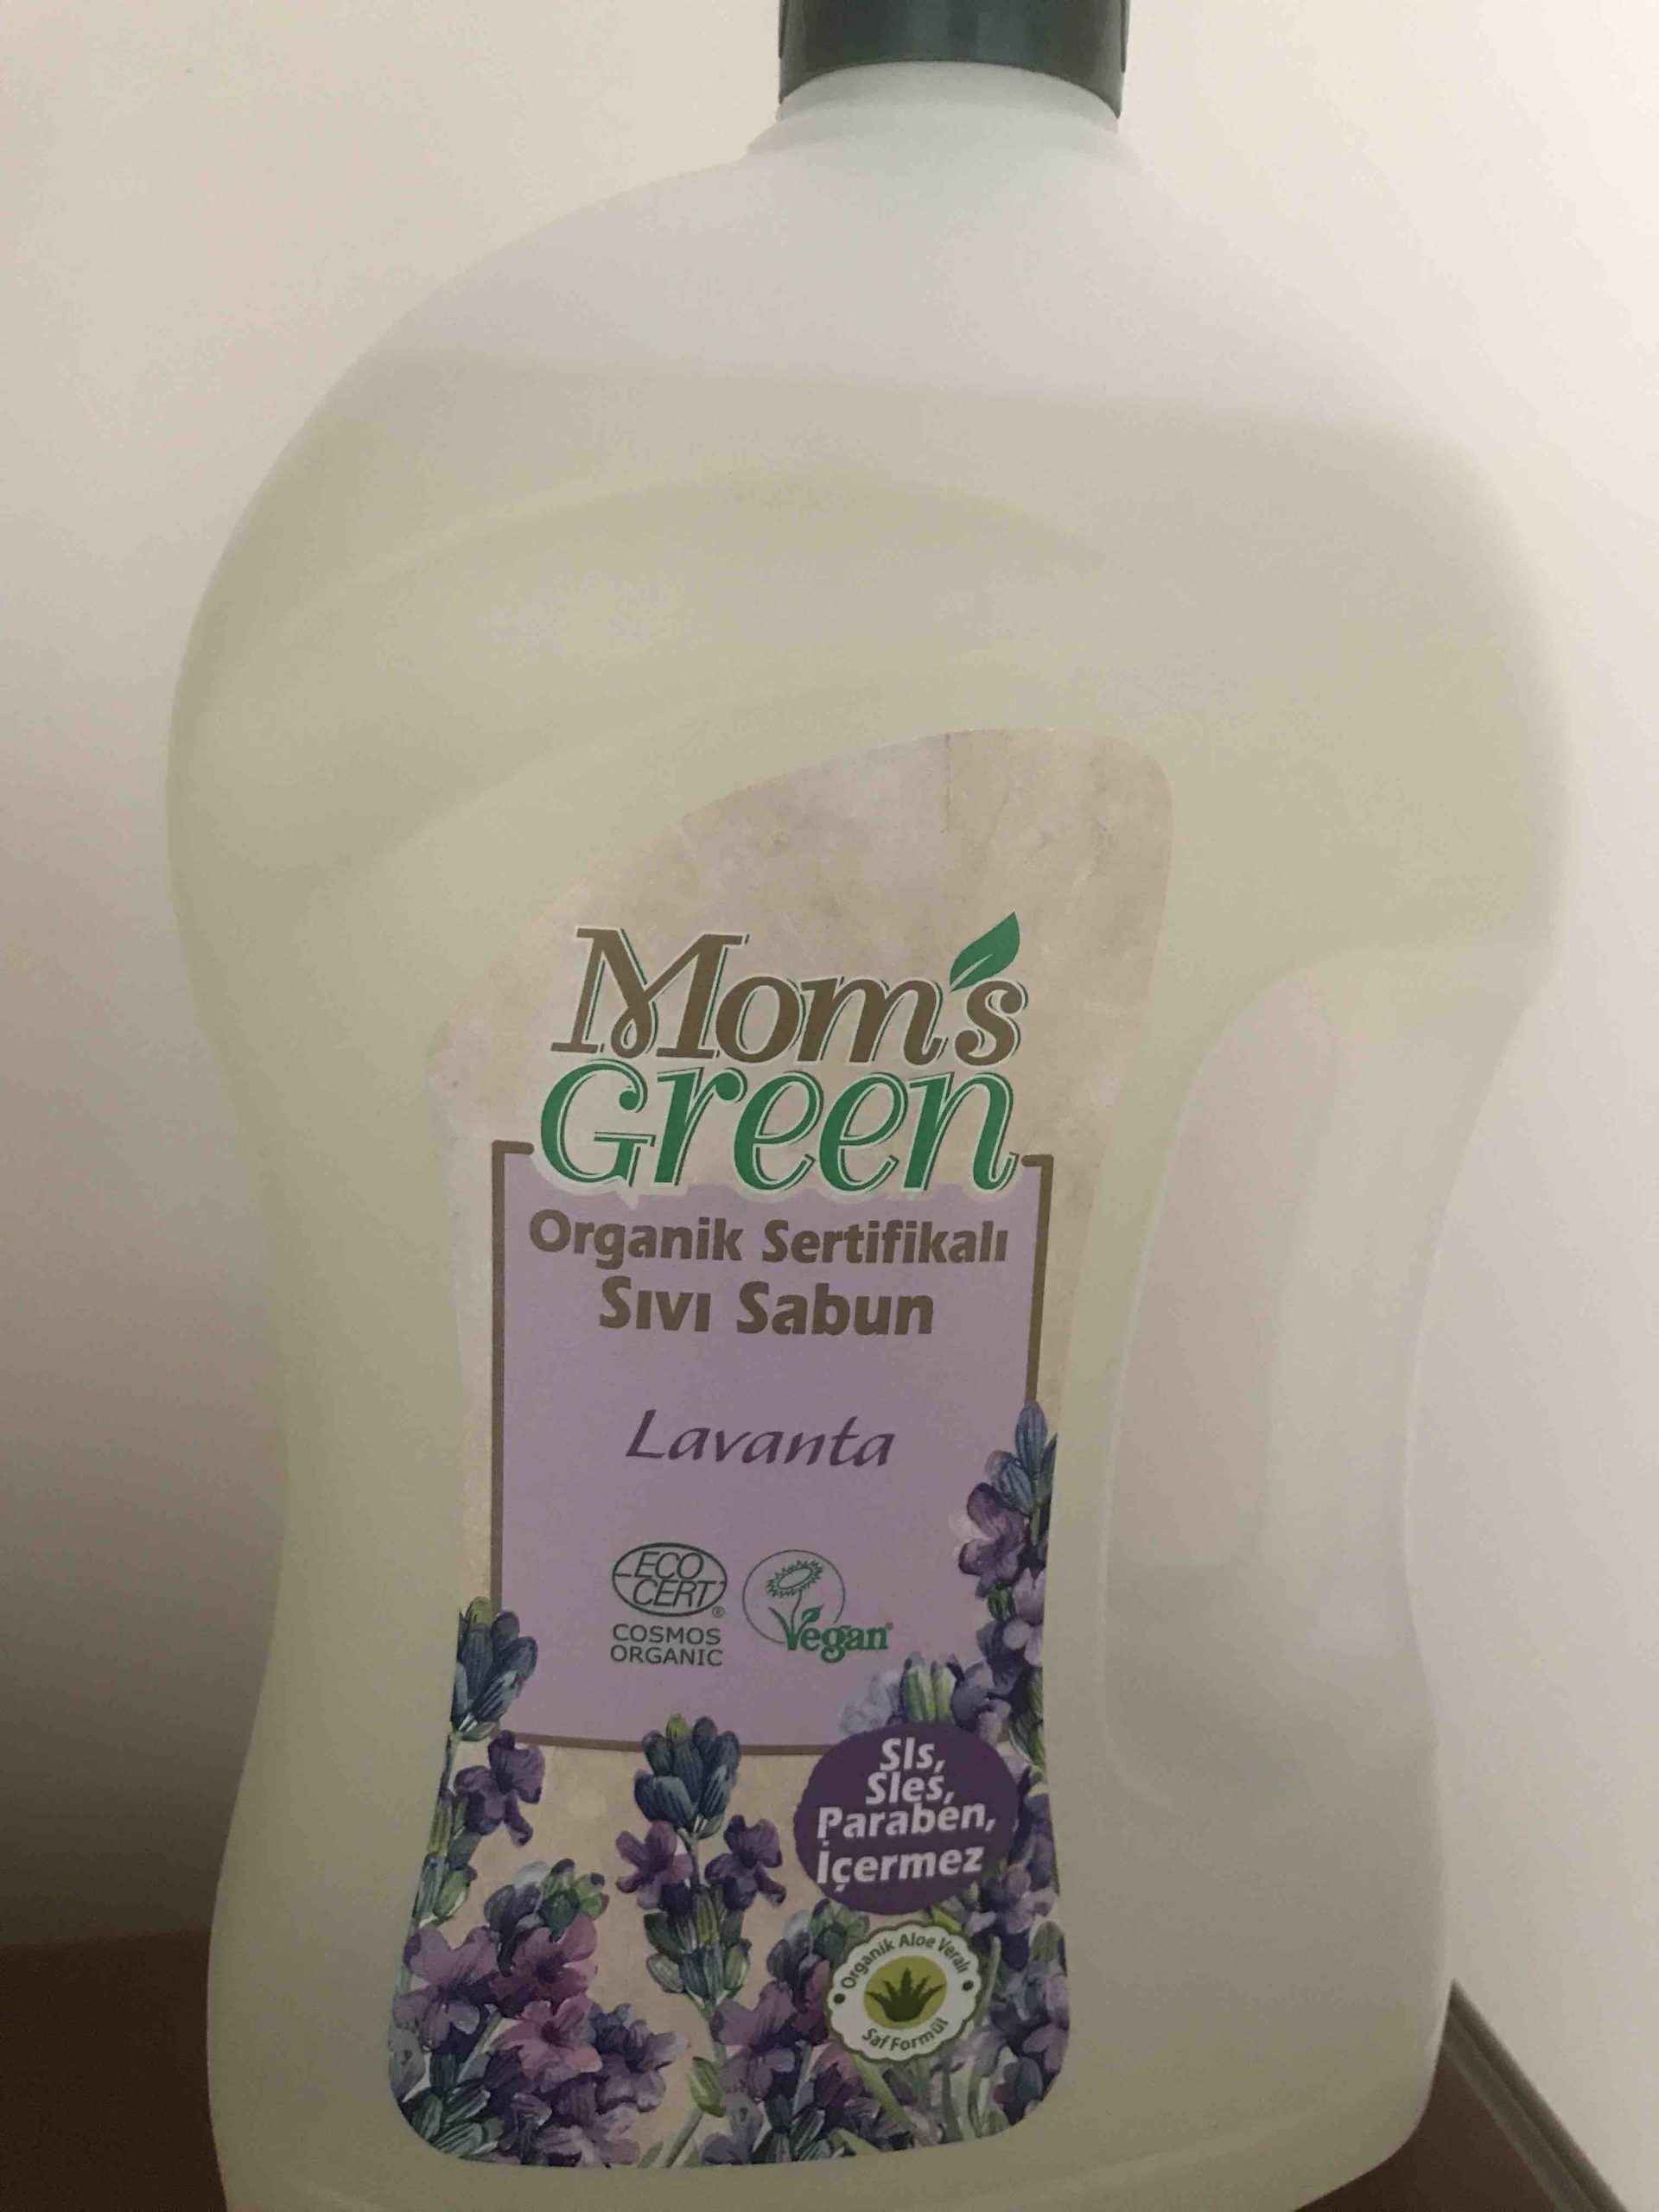 Mom's
Green
Organik Sertifikalı
Sıvı Sabun
Lavanta
ECO
CERT®
COSMOS
ORGANIC
Vegan
Sls,
Sles,
Paraben,
İçermez
Organik Aloe Veralı
Saf Formül